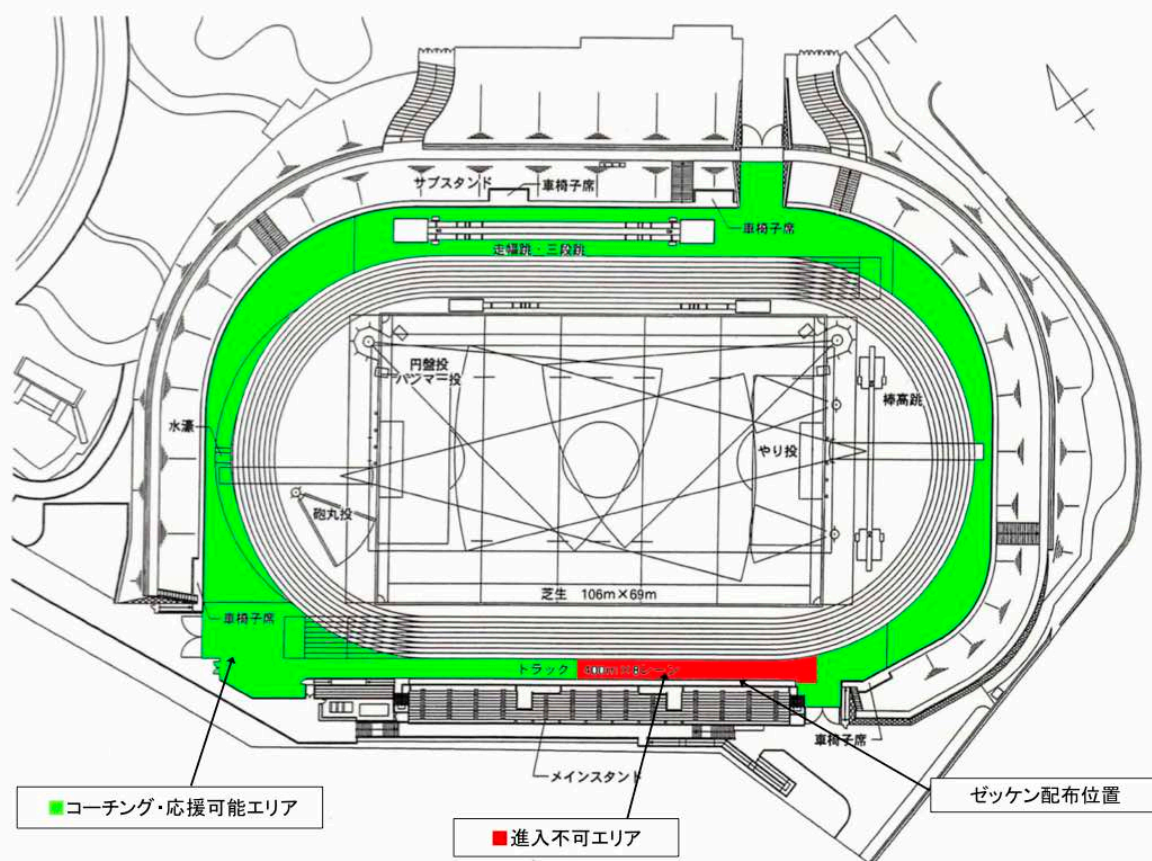 サブスタンド
車椅子席
車椅子席
走幅跳・三段跳
円盤投
ハンマー投
棒高跳
水濠
やり投
砲丸投
芝生 106m×69m
車椅子席
トラック
車椅子席
メインスタンド
ゼッケン配布位置
■コーチング・応援可能エリア
■進入不可エリア